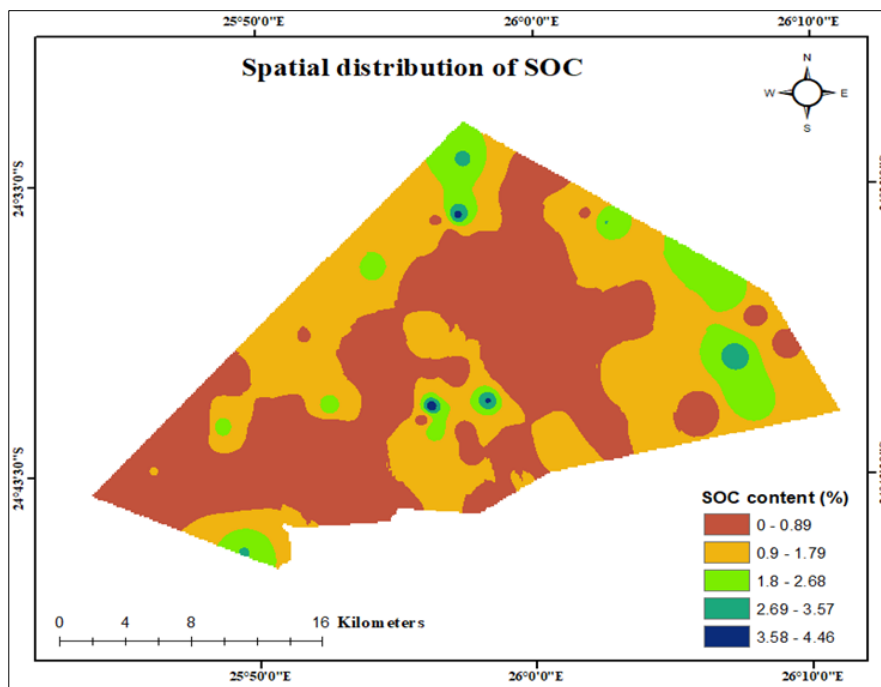 25°50'0"E 26°0'0"E 26°10'0"E
Spatial distribution of SOC
N
W E
S
24°33'0"S
24°43'30"S
SOC content (%)
0 - 0.89
0.9 - 1.79
1.8 - 2.68
2.69 - 3.57
3.58 - 4.46
0 4 8 16 Kilometers
25°50'0"E 26°0'0"E 26°10'0"E